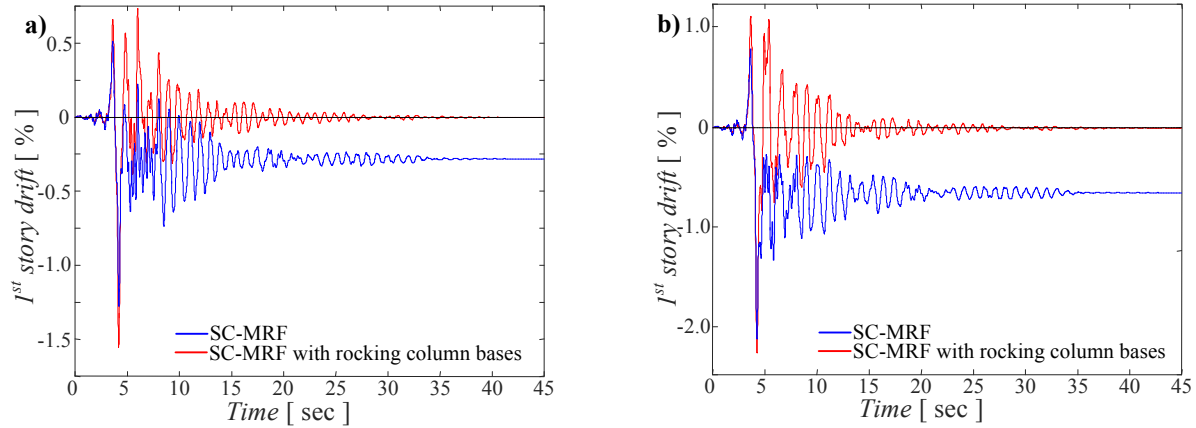 a)
1st story drift [ % ]
0.5
0
-0.5
-1.0
-1.5
SC-MRF
SC-MRF with rocking column bases
0 5 10 15 20 25 30 35 40 45
Time [ sec ]
b)
1st story drift [ % ]
1.0
0
1.0
-2.0
SC-MRF
SC-MRF with rocking column bases
0 5 10 15 20 25 30 35 40 45
Time [ sec ]